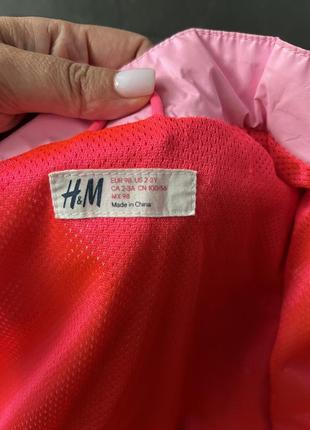 H&M
EUR 98 US 2-3Y
CA 2-3A CN 100/56
MX 98
Made in China